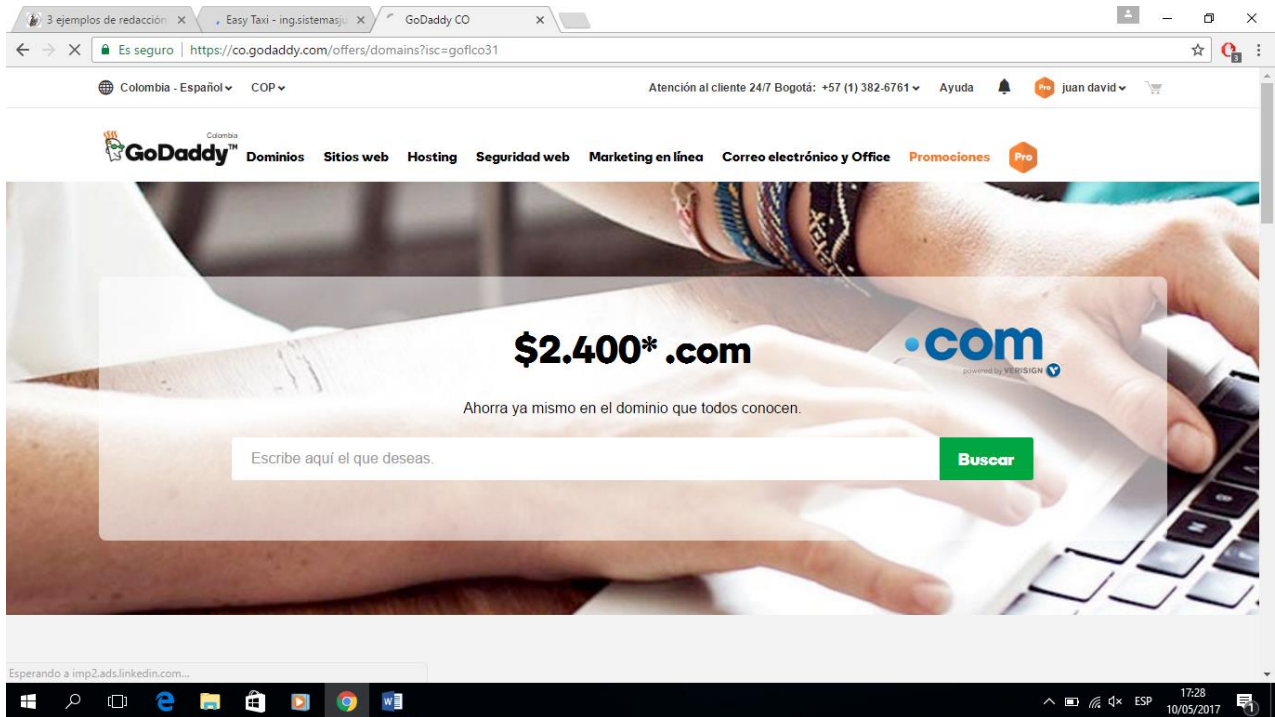 3 ejemplos de redacción
Easy Taxi - ing.sistemasju
GoDaddy CO
Es seguro | https://co.godaddy.com/offers/domains?isc=goflco31
3
Colombia - Español COP Atención al cliente 24/7 Bogotá: +57 (1) 382-6761 Ayuda Pro juan david
Colombia
GoDaddy™ Dominios Sitios web Hosting Seguridad web Marketing en línea Correo electrónico y Office Promociones Pro
$2.400* .com
.com
powered by VERISIGN
Ahorra ya mismo en el dominio que todos conocen.
Escribe aquí el que deseas. Buscar
Esperando a imp2.ads.linkedin.com...
ESP 17:28
10/05/2017 1